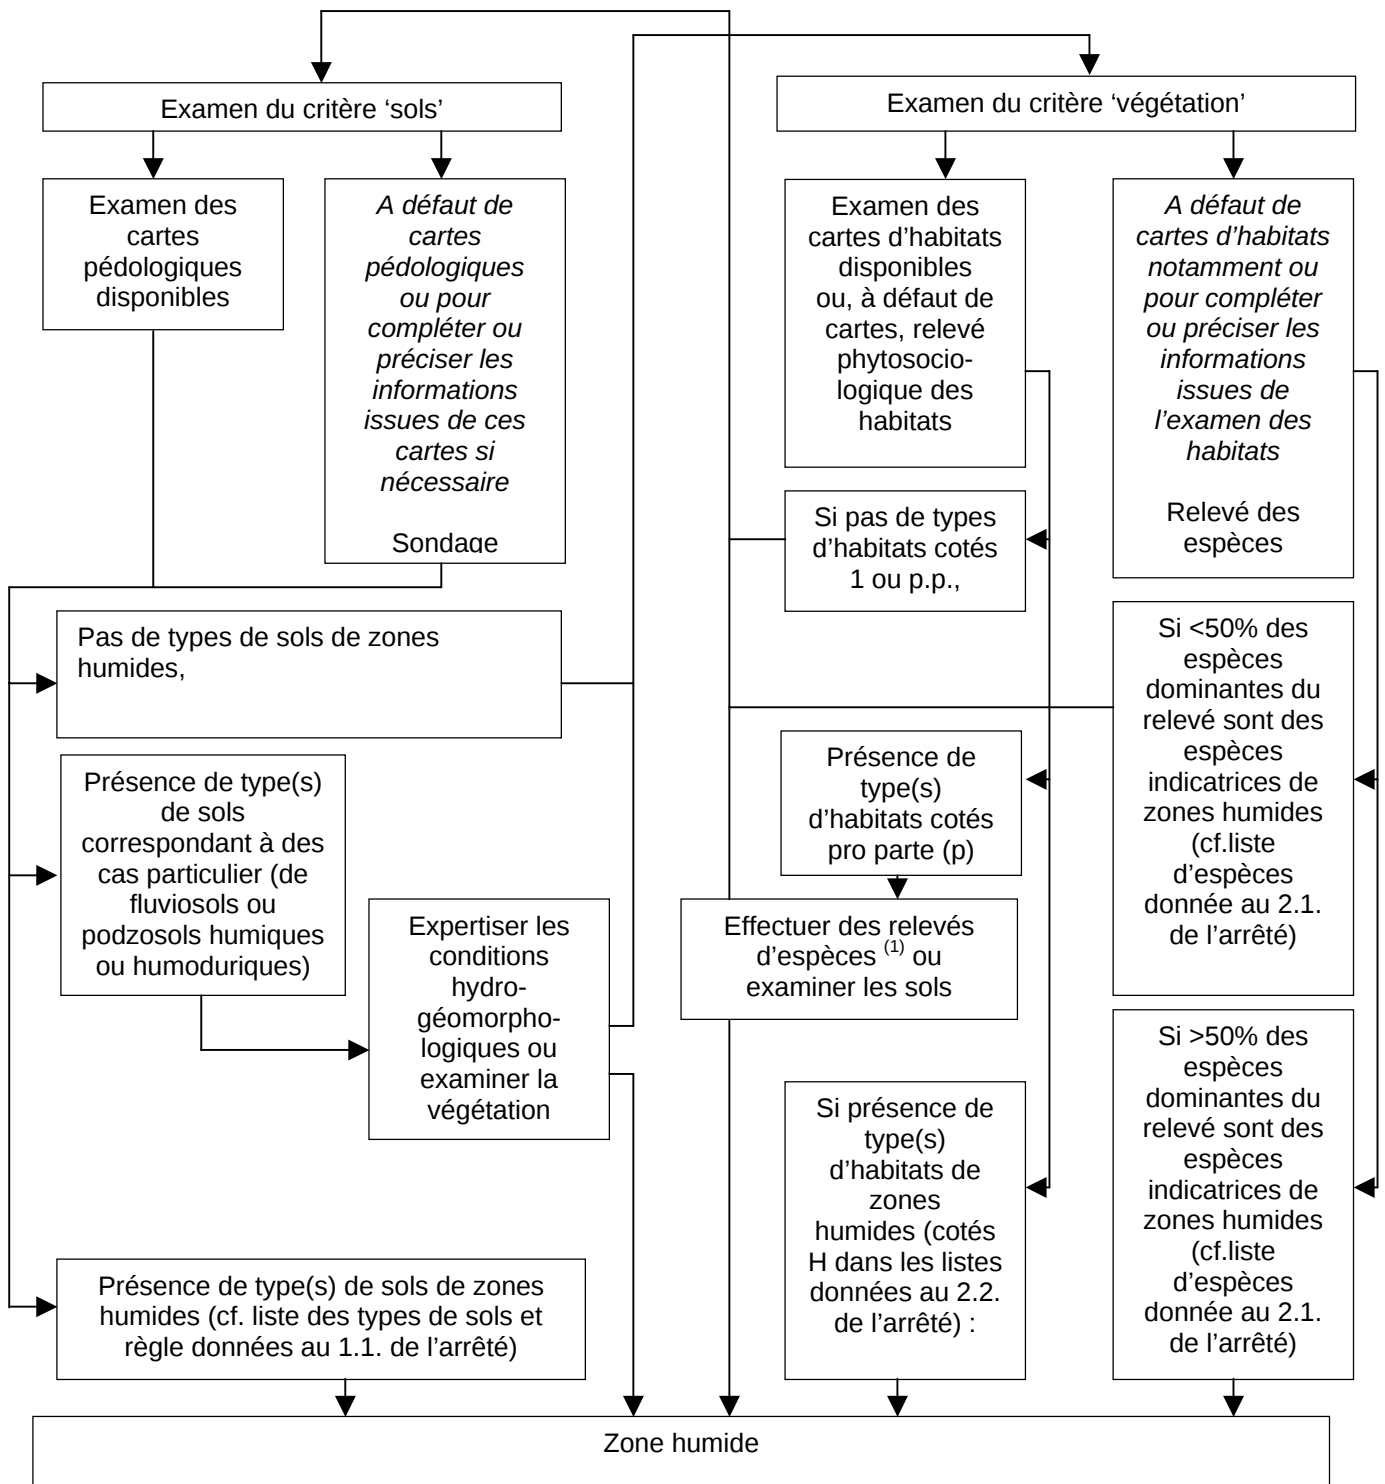 Examen du critère ‘sols’
Examen du critère ‘végétation’
Examen des
cartes
pédologiques
disponibles
A défaut de
cartes
pédologiques
ou pour
compléter ou
préciser les
informations
issues de ces
cartes si
nécessaire
Sondage
Examen des
cartes d’habitats
disponibles
ou, à défaut de
cartes, relevé
phytosocio-
logique des
habitats
A défaut de
cartes d’habitats
notamment ou
pour compléter
ou préciser les
informations
issues de
l’examen des
habitats
Relevé des
espèces
Si pas de types
d’habitats cotés
1 ou p.p.,
Pas de types de sols de zones
humides,
Si <50% des
espèces
dominantes du
relevé sont des
espèces
indicatrices de
zones humides
(cf.liste
d’espèces
donnée au 2.1.
de l’arrêté)
Présence de type(s)
de sols
correspondant à des
cas particulier (de
fluviosols ou
podzosols humiques
ou humoduriques)
Présence de
type(s)
d’habitats cotés
pro parte (p)
Expertiser les
conditions
hydro-
géomorpho-
logiques ou
examiner la
végétation
Effectuer des relevés
d’espèces (1) ou
examiner les sols
Si présence de
type(s)
d’habitats de
zones
humides (cotés
H dans les listes
données au 2.2.
de l’arrêté) :
Si >50% des
espèces
dominantes du
relevé sont des
espèces
indicatrices de
zones humides
(cf.liste
d’espèces
donnée au 2.1.
de l’arrêté)
Présence de type(s) de sols de zones
humides (cf. liste des types de sols et
règle données au 1.1. de l’arrêté)
Zone humide